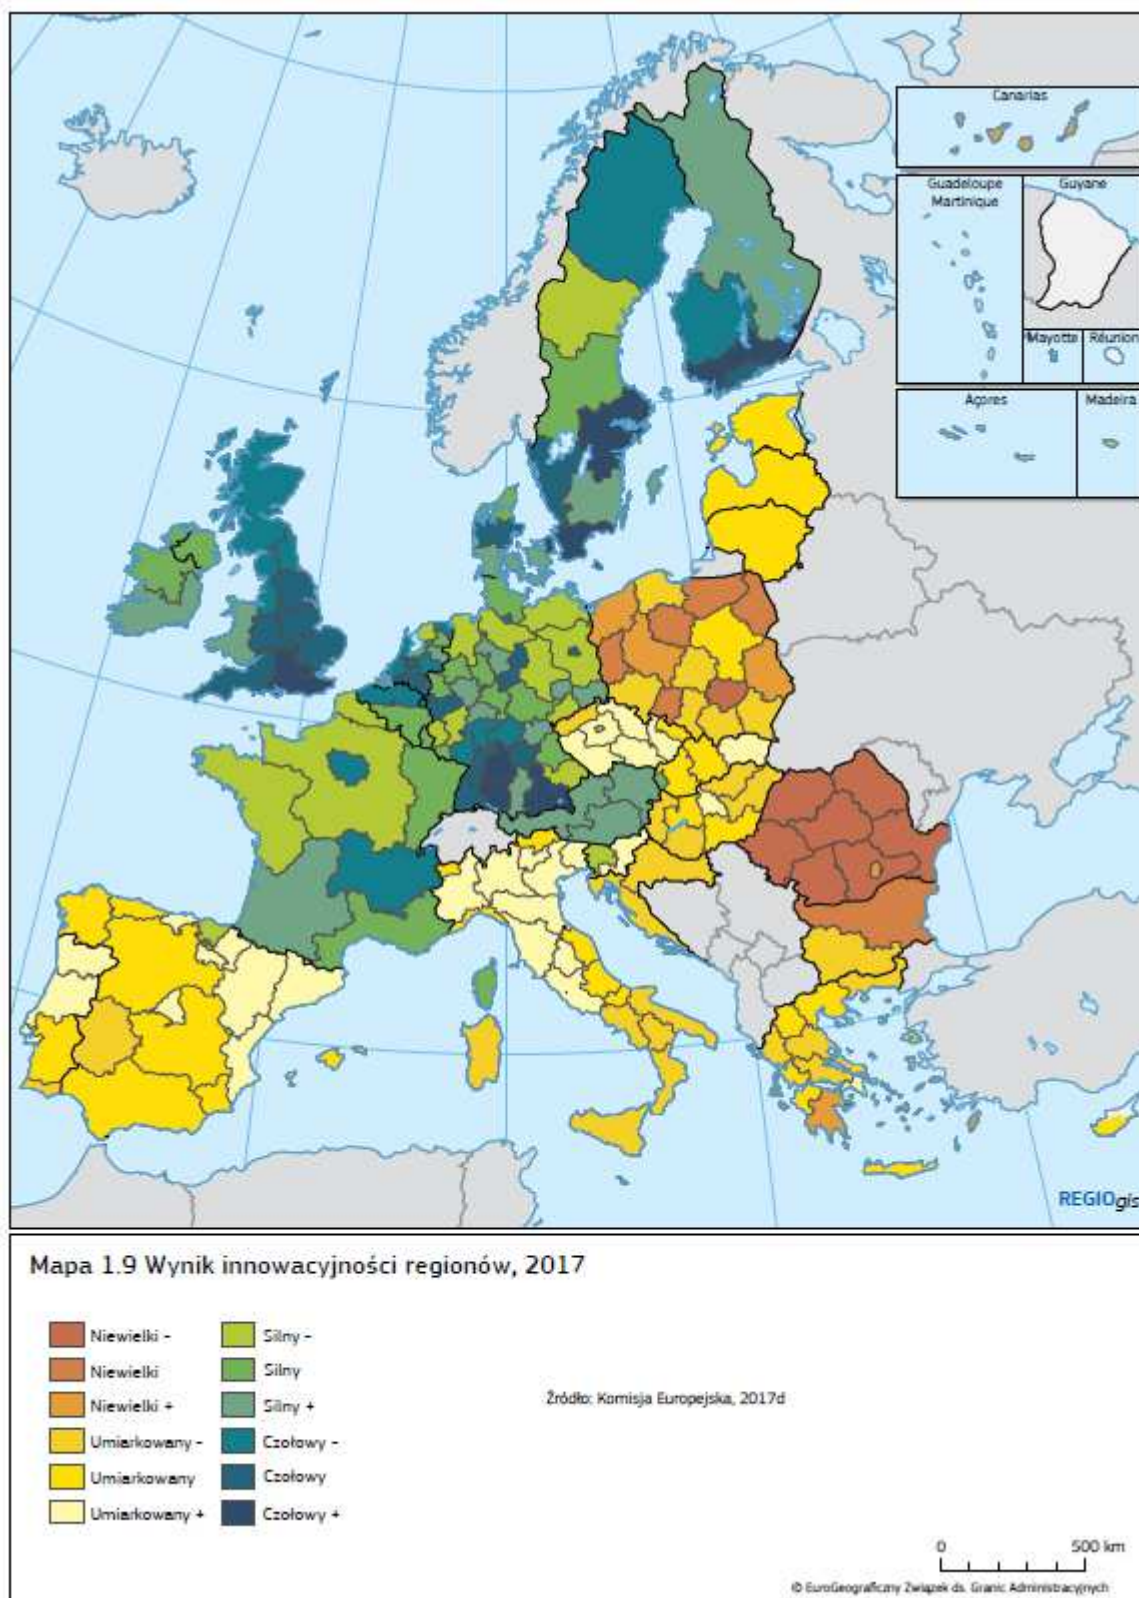 Canarias
Guadeloupe
Martinique
Guyane
Mayotte
Réunion
Açores
Madeira
REGIOgis
Mapa 1.9 Wynik innowacyjności regionów, 2017
Niewielki -
Niewielki
Niewielki +
Umiarkowany -
Umiarkowany
Umiarkowany +
Silny -
Silny
Silny +
Czołowy -
Czołowy
Czołowy +
Źródło: Komisja Europejska, 2017d
0 500 km
© EuroGeograficzny Związek ds. Granic Administracyjnych